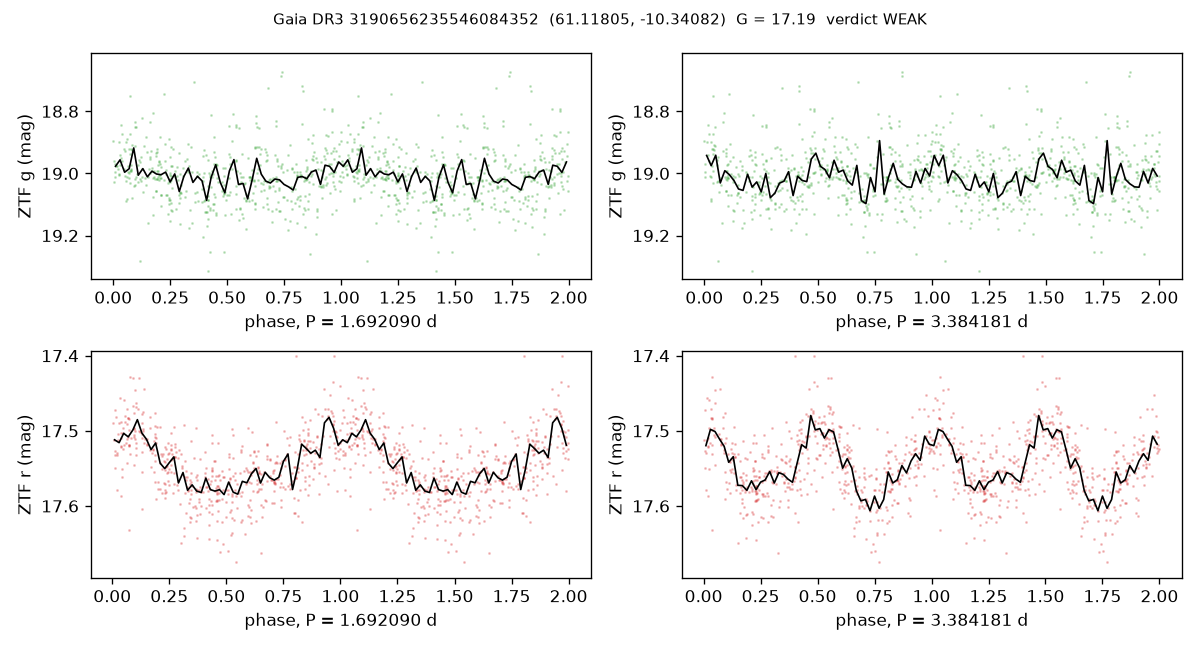 Gaia DR3 3190656235546084352  (61.11805, -10.34082)  G = 17.19  verdict WEAK
ZTF g (mag)
18.8
19.0
19.2
0.00 0.25 0.50 0.75 1.00 1.25 1.50 1.75 2.00
phase, P = 1.692090 d
ZTF g (mag)
18.8
19.0
19.2
0.00 0.25 0.50 0.75 1.00 1.25 1.50 1.75 2.00
phase, P = 3.384181 d
ZTF r (mag)
17.4
17.5
17.6
0.00 0.25 0.50 0.75 1.00 1.25 1.50 1.75 2.00
phase, P = 1.692090 d
ZTF r (mag)
17.4
17.5
17.6
0.00 0.25 0.50 0.75 1.00 1.25 1.50 1.75 2.00
phase, P = 3.384181 d